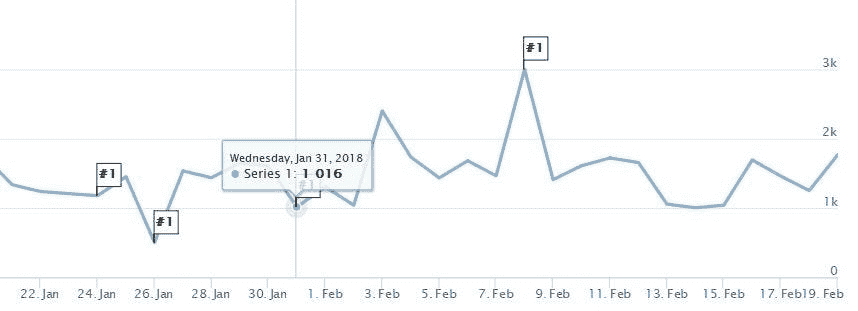 #1
3k
2k
Wednesday, Jan 31, 2018
Series 1: 1 016
#1
#1
#1
1k
0
22. Jan 24. Jan 26. Jan 28. Jan 30. Jan 1. Feb 3. Feb 5. Feb 7. Feb 9. Feb 11. Feb 13. Feb 15. Feb 17. Feb 19. Feb